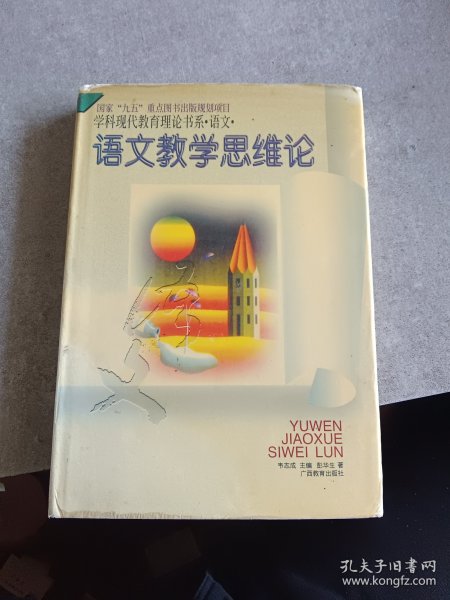 国家“九五”重点图书出版规划项目
学科现代教育理论书系·语文·
语文教学思维论
YUWEN
JIAOXUE
SIWEI LUN
韦志成 主编 彭华生 著
广西教育出版社
孔夫子旧书网
www.kongfz.com